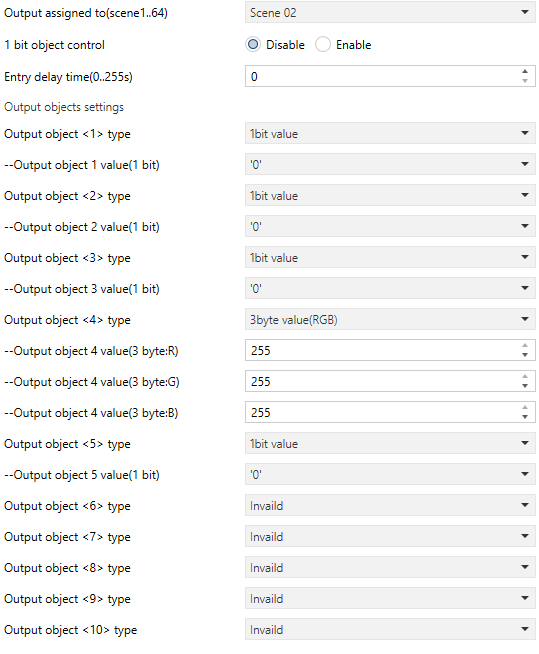 Output assigned to(scene1..64) Scene 02
1 bit object control Disable Enable
Entry delay time(0..255s) 0
Output objects settings
Output object <1> type 1bit value
--Output object 1 value(1 bit) '0'
Output object <2> type 1bit value
--Output object 2 value(1 bit) '0'
Output object <3> type 1bit value
--Output object 3 value(1 bit) '0'
Output object <4> type 3byte value(RGB)
--Output object 4 value(3 byte:R) 255
--Output object 4 value(3 byte:G) 255
--Output object 4 value(3 byte:B) 255
Output object <5> type 1bit value
--Output object 5 value(1 bit) '0'
Output object <6> type Invaild
Output object <7> type Invaild
Output object <8> type Invaild
Output object <9> type Invaild
Output object <10> type Invaild